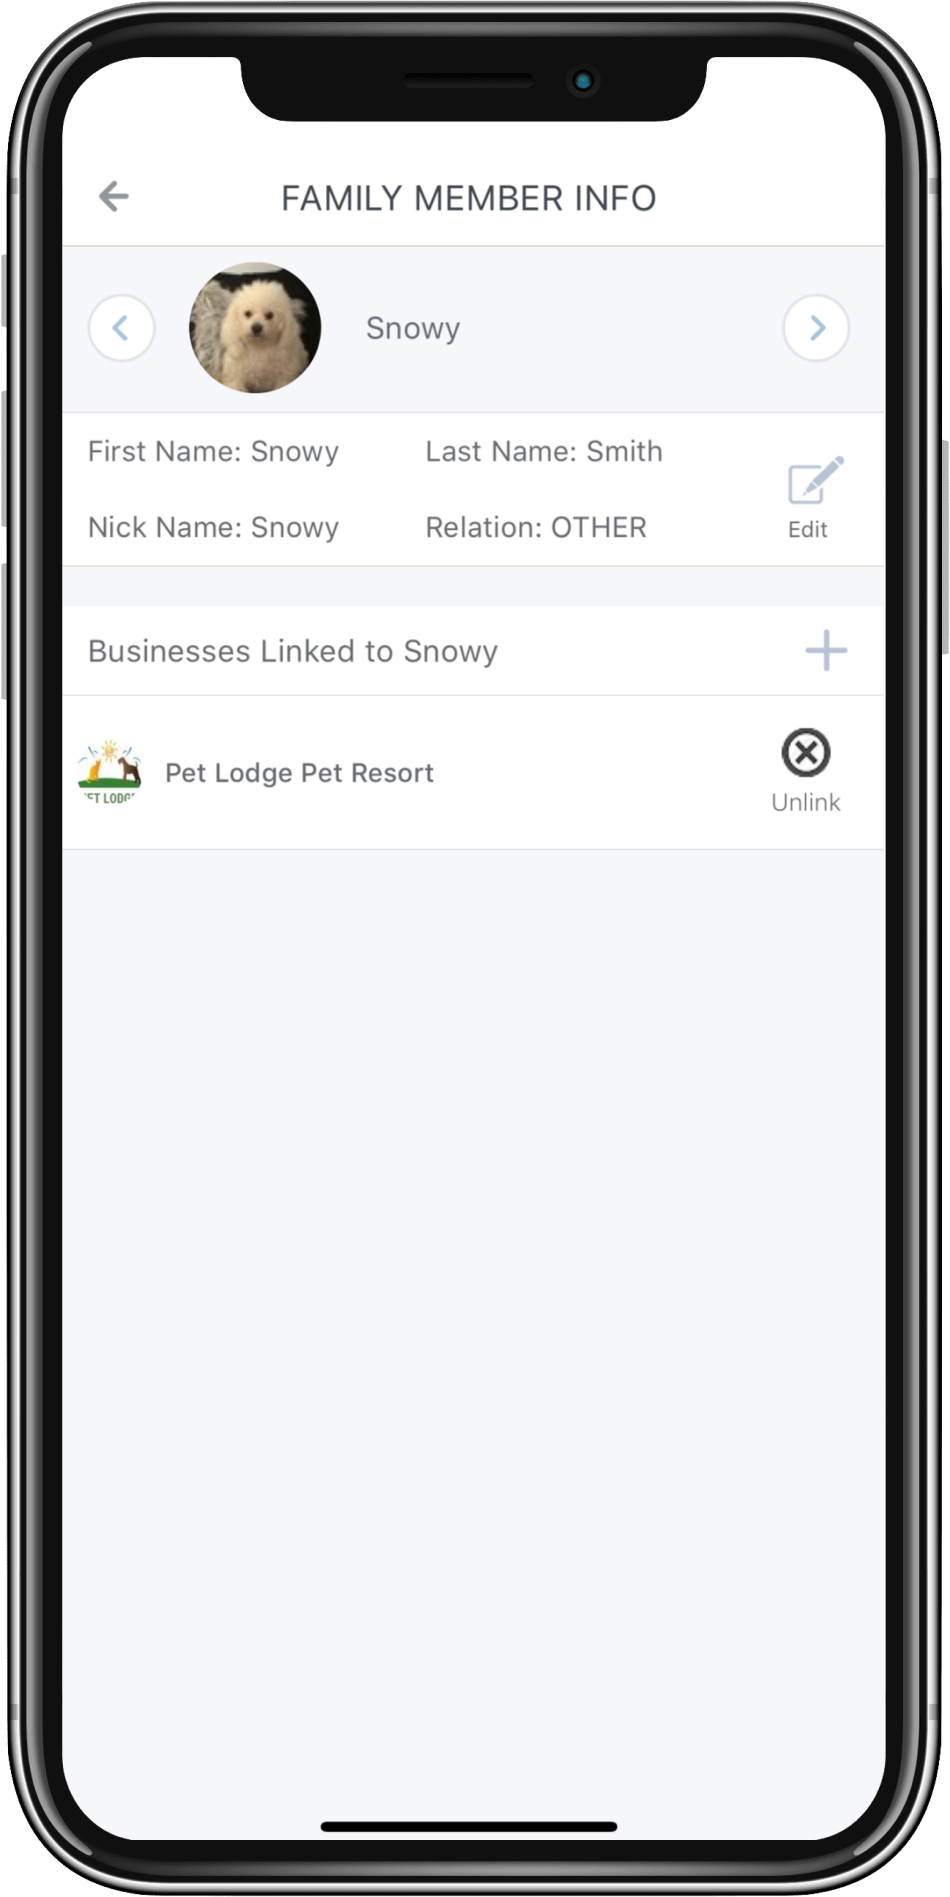 FAMILY MEMBER INFO
Snowy
First Name: Snowy
Last Name: Smith
Nick Name: Snowy
Relation: OTHER
Edit
Businesses Linked to Snowy
Pet Lodge Pet Resort
Unlink